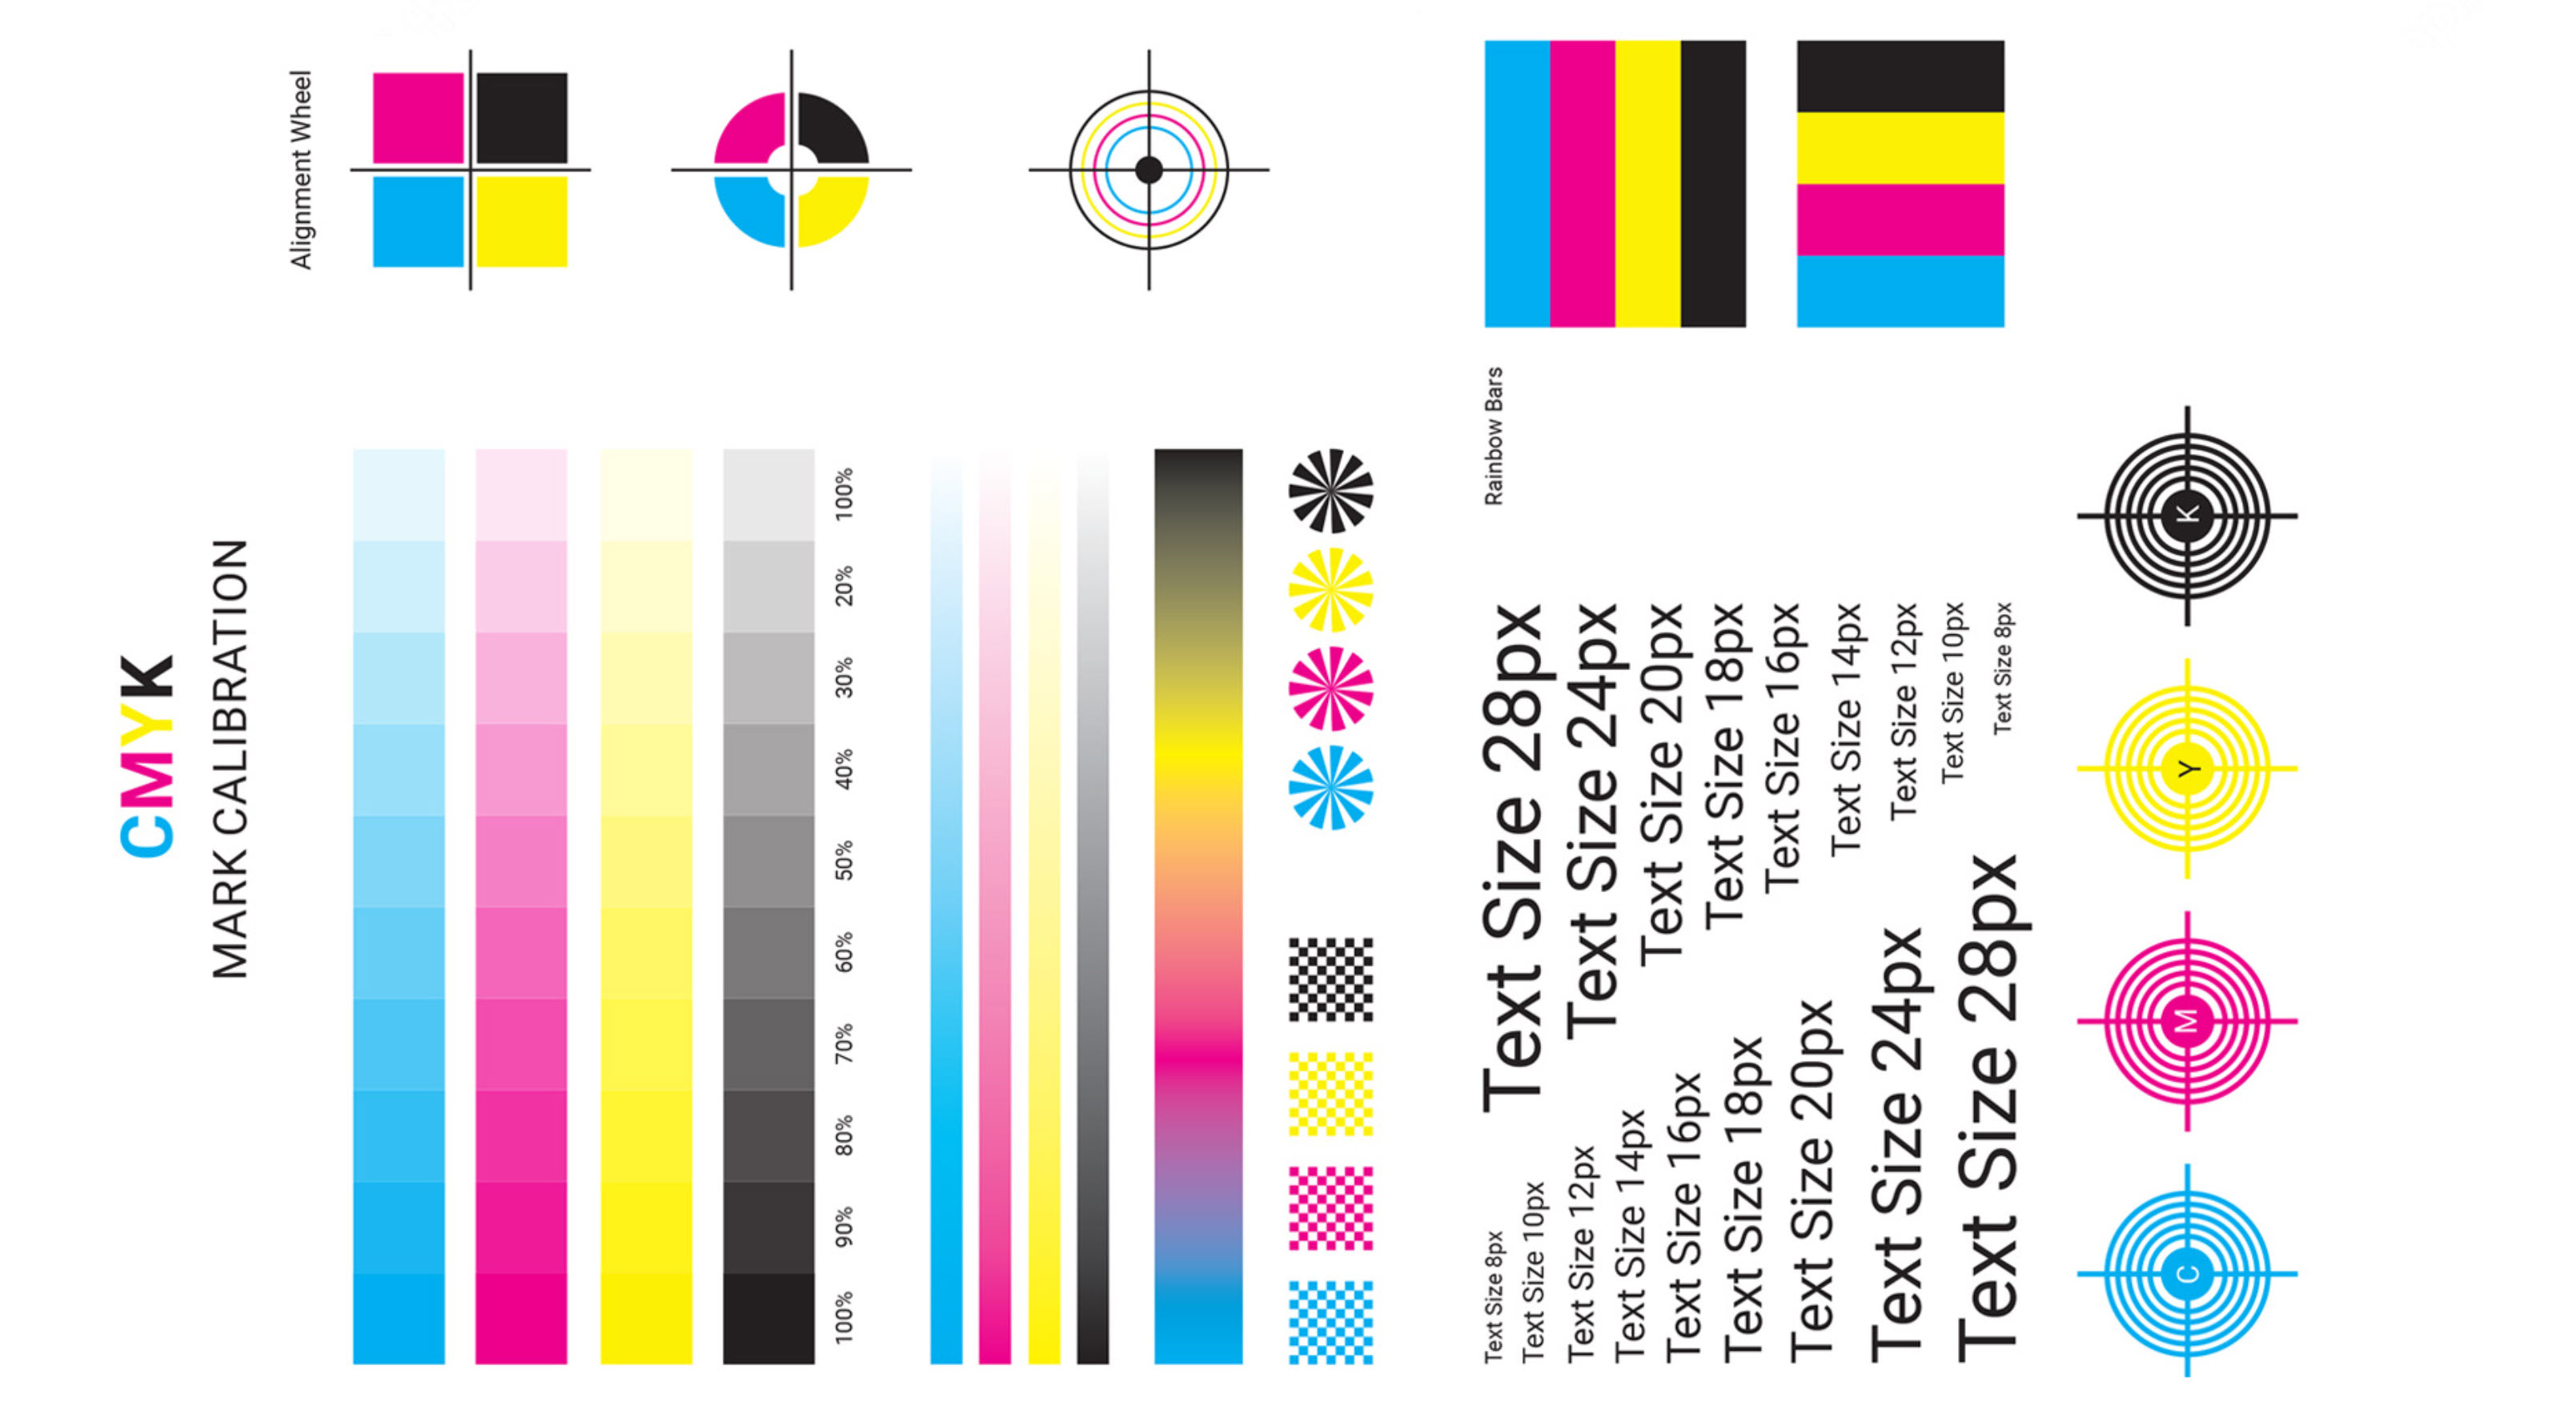 CMYK
MARK CALIBRATION
Alignment Wheel
100%
90%
80%
70%
60%
50%
40%
30%
20%
100%
Rainbow Bars
Text Size 28px
Text Size 24px
Text Size 20px
Text Size 18px
Text Size 16px
Text Size 14px
Text Size 12px
Text Size 10px
Text Size 8px
Text Size 8px
Text Size 10px
Text Size 12px
Text Size 14px
Text Size 16px
Text Size 18px
Text Size 20px
Text Size 24px
Text Size 28px
C
M
Y
K